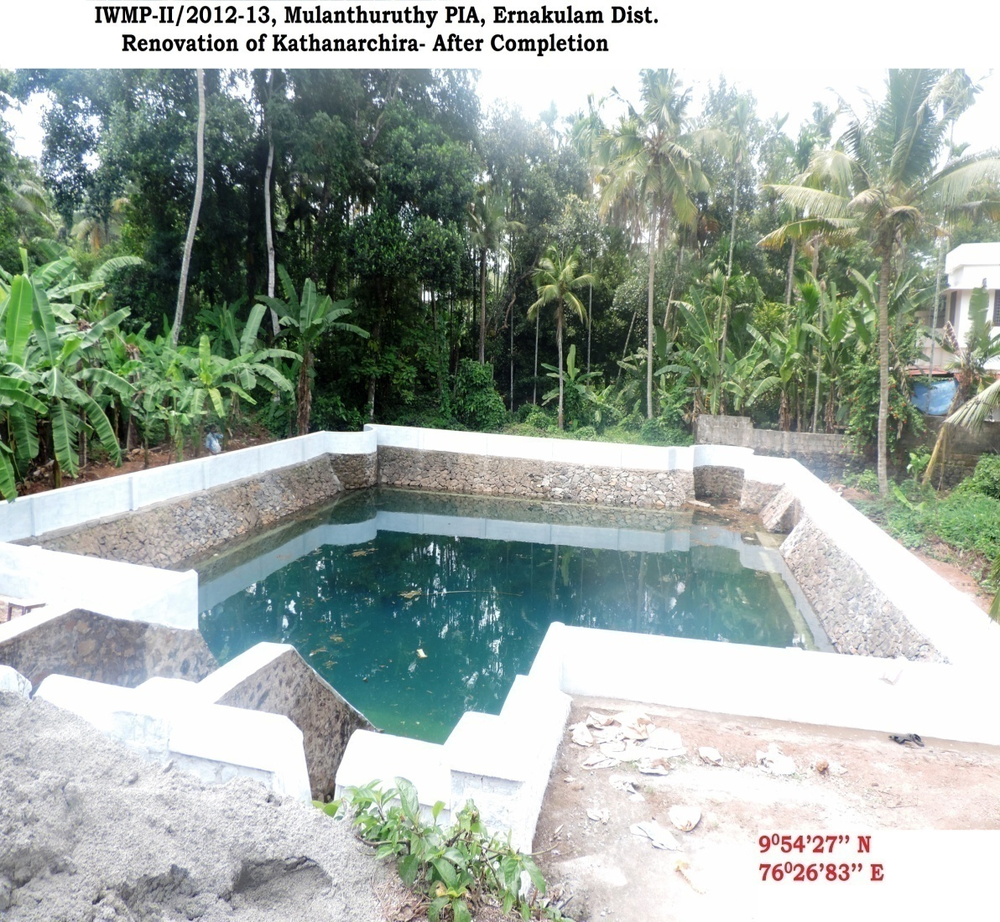 IWMP-II/2012-13, Mulanthuruthy PIA, Ernakulam Dist.
Renovation of Kathanarchira- After Completion
9⁰54’27’’ N
76⁰26’83’’ E